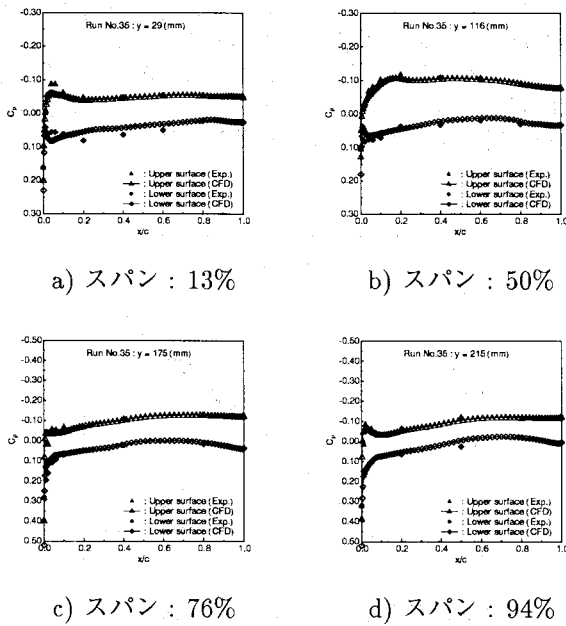 Run No.35 : y = 29 (mm)
-0.30
-0.20
-0.10
0.00
0.10
0.20
0.30
Cp
: Upper surface (Exp.)
: Upper surface (CFD)
: Lower surface (Exp.)
: Lower surface (CFD)
0.0 0.2 0.4 0.6 0.8 1.0
x/c
a) スパン : 13%
Run No.35 : y = 116 (mm)
-0.30
-0.20
-0.10
0.00
0.10
0.20
0.30
Cp
: Upper surface (Exp.)
: Upper surface (CFD)
: Lower surface (Exp.)
: Lower surface (CFD)
0.0 0.2 0.4 0.6 0.8 1.0
x/c
b) スパン : 50%
Run No.35 : y = 175 (mm)
-0.50
-0.40
-0.30
-0.20
-0.10
0.00
0.10
0.20
0.30
0.40
0.50
Cp
: Upper surface (Exp.)
: Upper surface (CFD)
: Lower surface (Exp.)
: Lower surface (CFD)
0.0 0.2 0.4 0.6 0.8 1.0
x/c
c) スパン : 76%
Run No.35 : y = 215 (mm)
-0.50
-0.40
-0.30
-0.20
-0.10
0.00
0.10
0.20
0.30
0.40
0.50
Cp
: Upper surface (Exp.)
: Upper surface (CFD)
: Lower surface (Exp.)
: Lower surface (CFD)
0.0 0.2 0.4 0.6 0.8 1.0
x/c
d) スパン : 94%